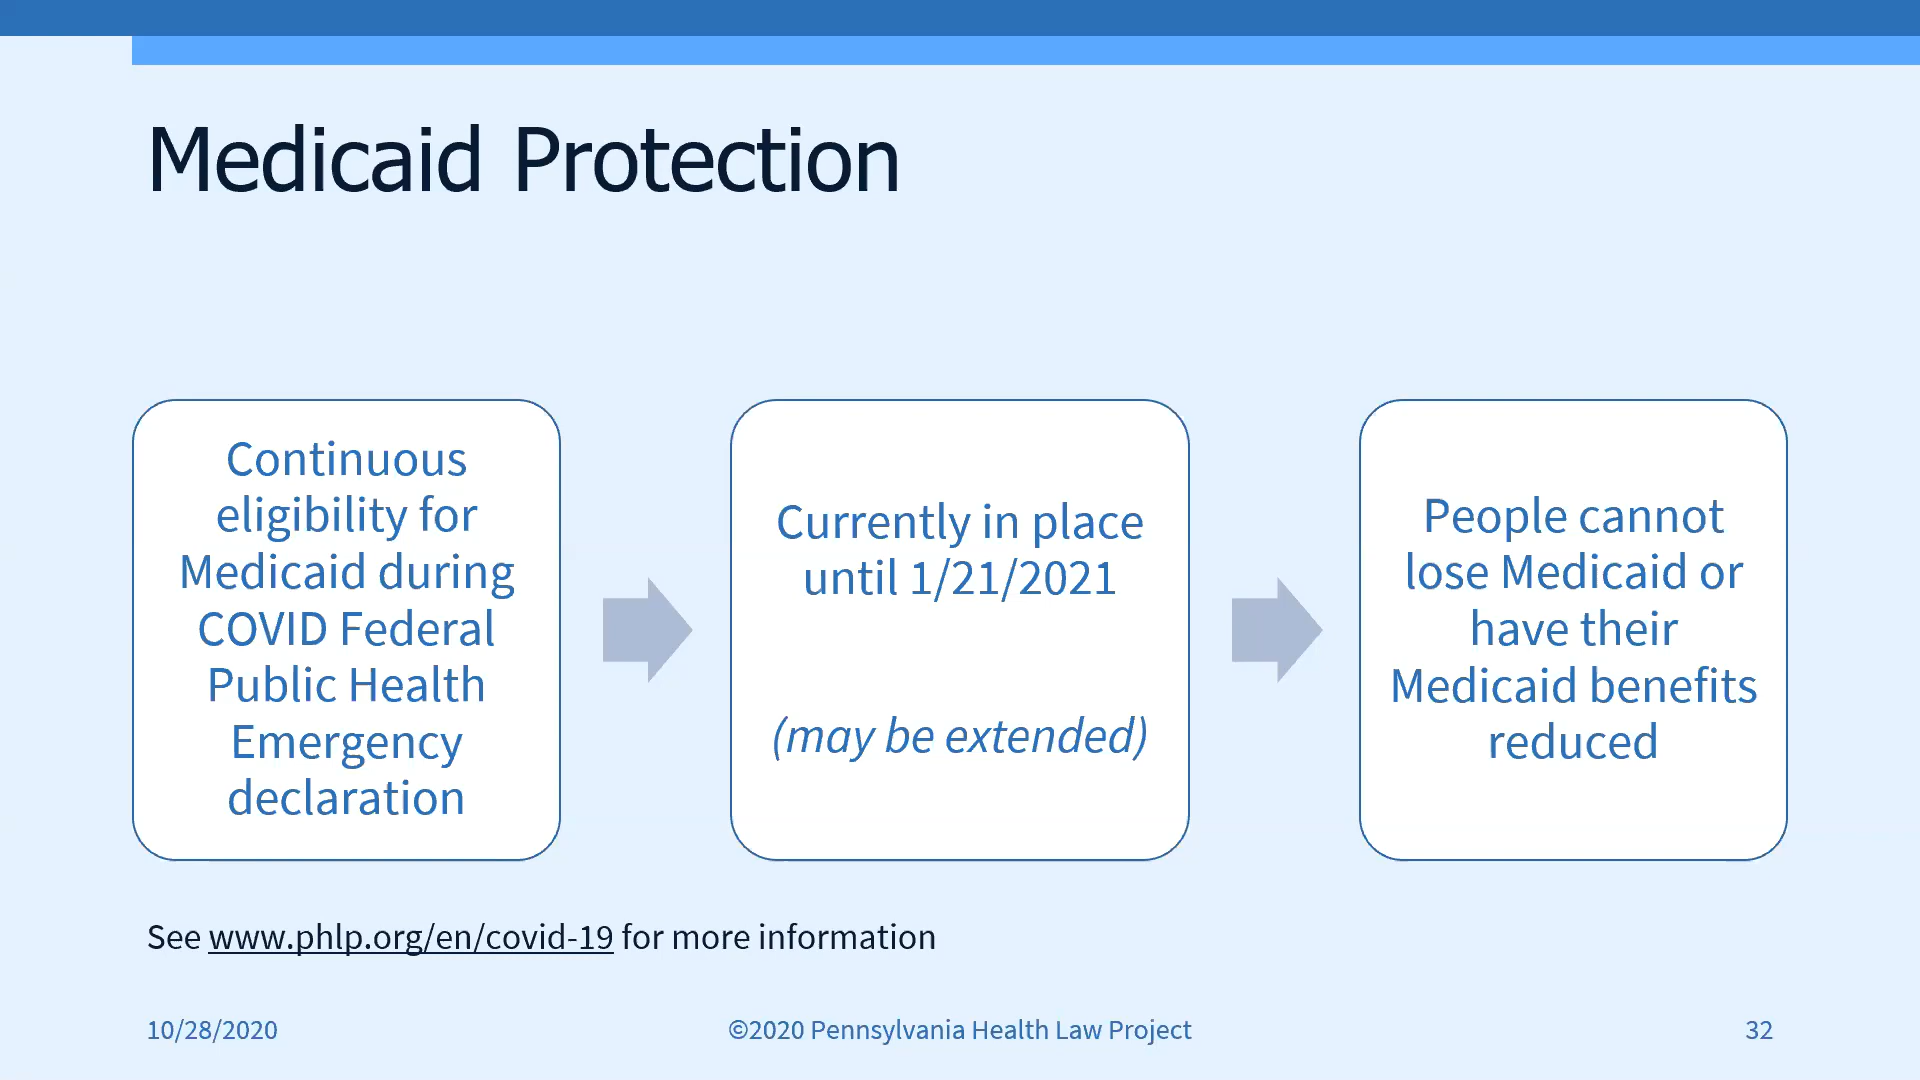 Medicaid Protection
Continuous
eligibility for
Medicaid during
COVID Federal
Public Health
Emergency
declaration
Currently in place
until 1/21/2021
(may be extended)
People cannot
lose Medicaid or
have their
Medicaid benefits
reduced
See www.phlp.org/en/covid-19 for more information
10/28/2020
©2020 Pennsylvania Health Law Project
32